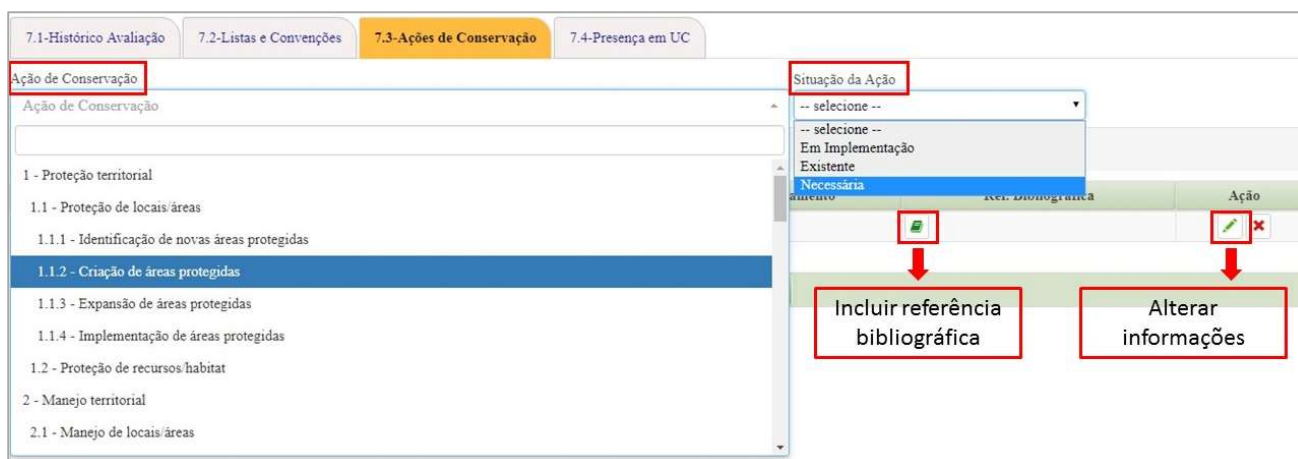 7.1-Histórico Avaliação 7.2-Listas e Convenções 7.3-Ações de Conservação 7.4-Presença em UC
Ação de Conservação Situação da Ação
Ação de Conservação -- selecione --
-- selecione --
Em Implementação
Existente
Necessária
1 - Proteção territorial
1.1 - Proteção de locais/áreas
1.1.1 - Identificação de novas áreas protegidas
1.1.2 - Criação de áreas protegidas
1.1.3 - Expansão de áreas protegidas
1.1.4 - Implementação de áreas protegidas
1.2 - Proteção de recursos/habitat
2 - Manejo territorial
2.1 - Manejo de locais/áreas
Ref. Bibliográfica Ação
Incluir referência
bibliográfica
Alterar
informações